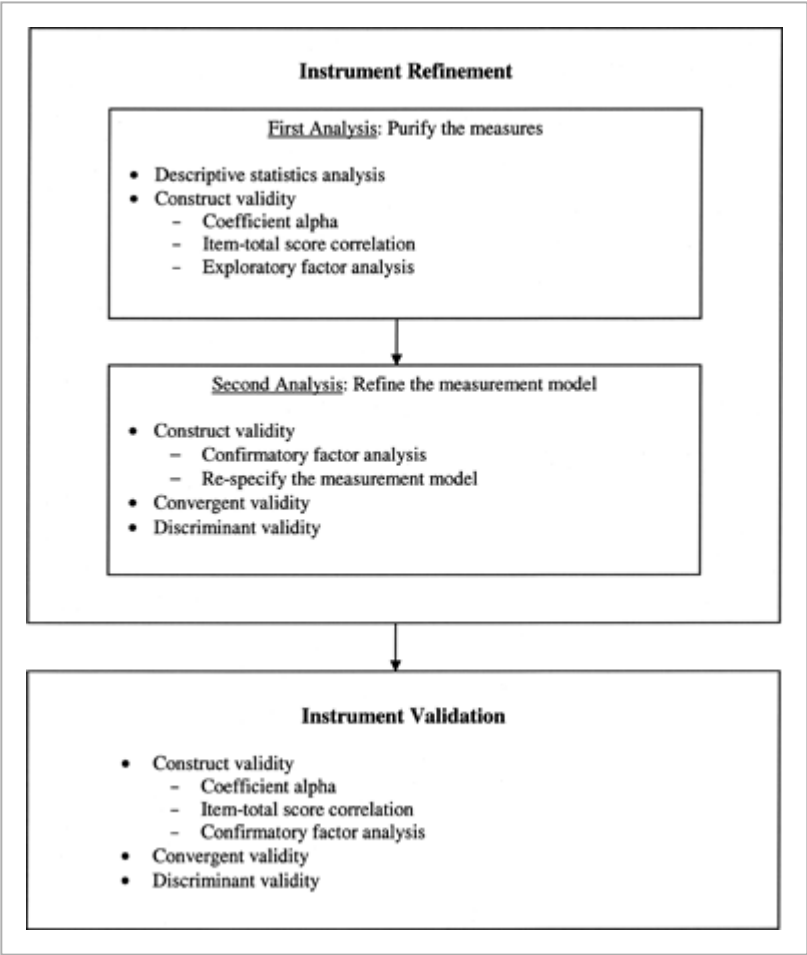 Instrument Refinement
First Analysis: Purify the measures
• Descriptive statistics analysis
• Construct validity
– Coefficient alpha
– Item-total score correlation
– Exploratory factor analysis
Second Analysis: Refine the measurement model
• Construct validity
– Confirmatory factor analysis
– Re-specify the measurement model
• Convergent validity
• Discriminant validity
Instrument Validation
• Construct validity
– Coefficient alpha
– Item-total score correlation
– Confirmatory factor analysis
• Convergent validity
• Discriminant validity